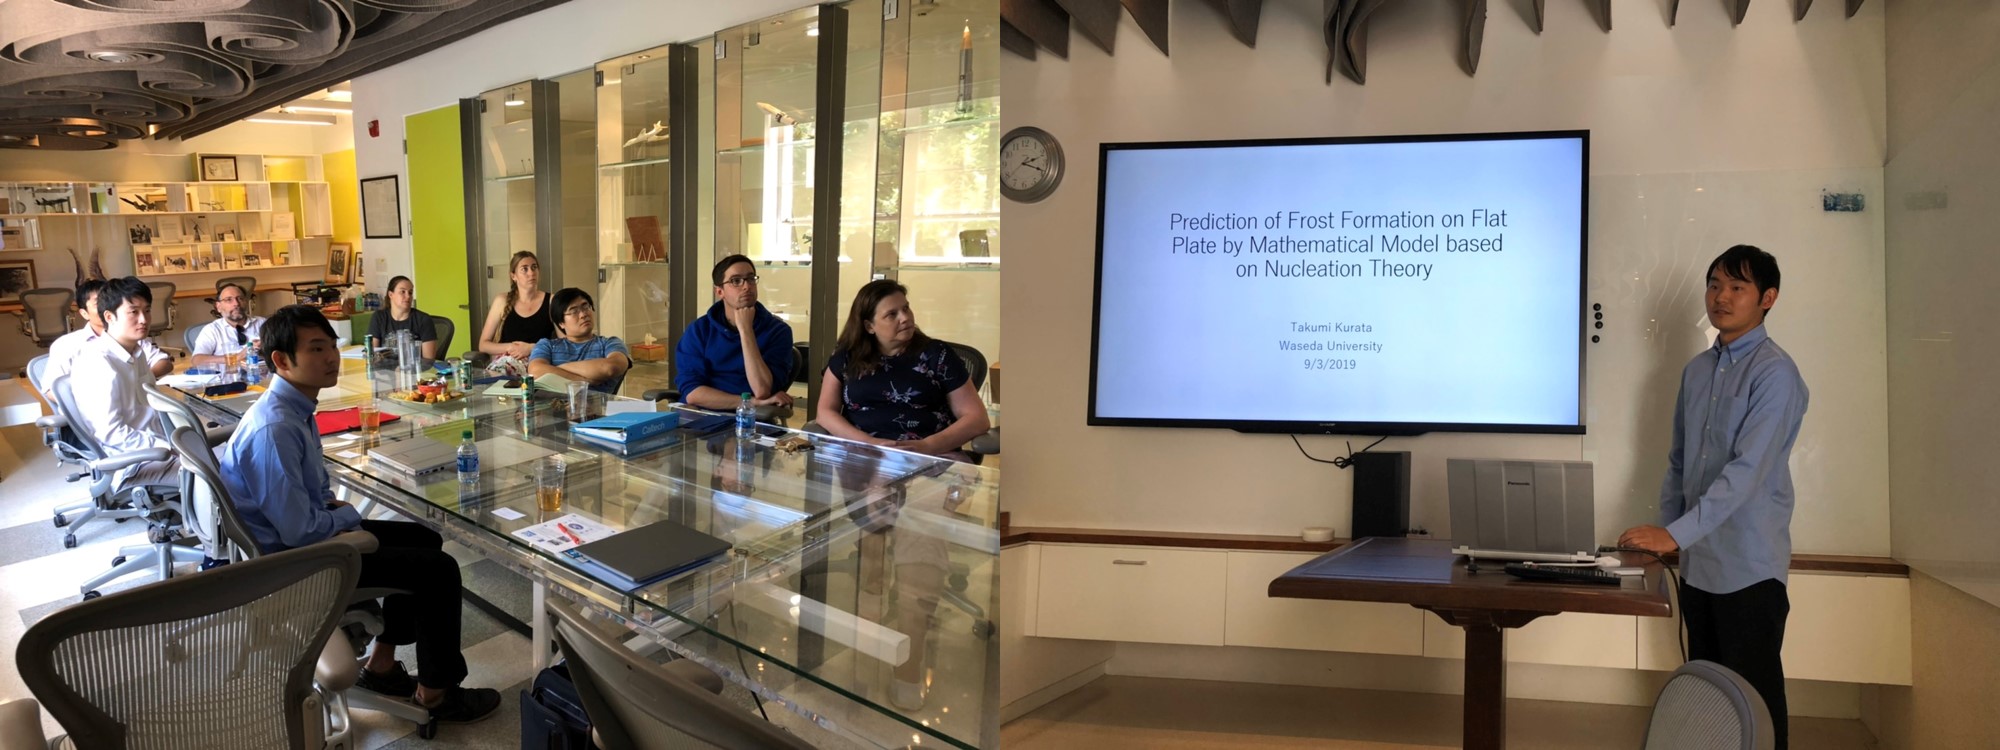 Caltech
Prediction of Frost Formation on Flat
Plate by Mathematical Model based
on Nucleation Theory
Takumi Kurata
Waseda University
9/3/2019
Panasonic